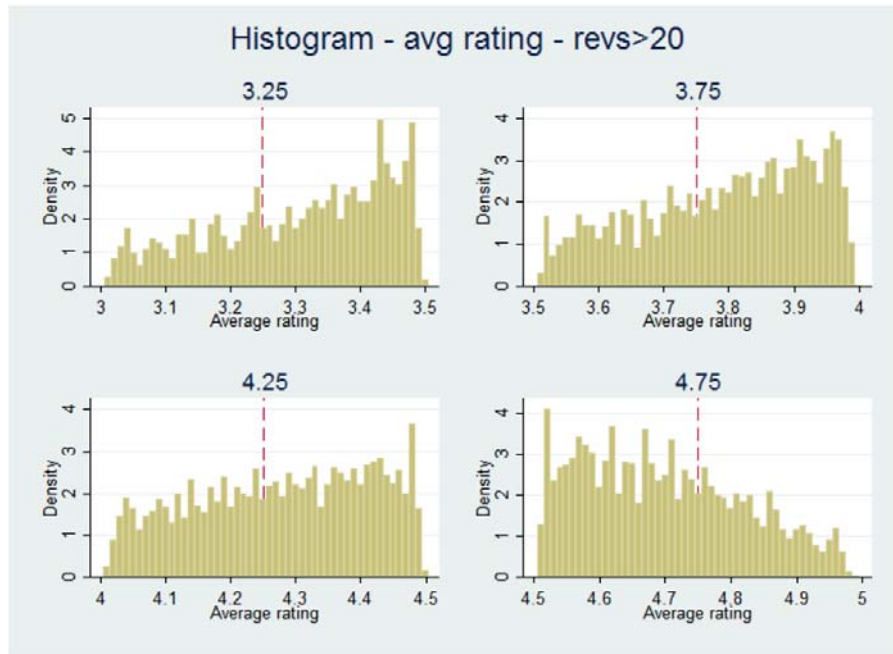 Histogram - avg rating - revs>20
3.25
Density
0 1 2 3 4 5
3 3.1 3.2 3.3 3.4 3.5
Average rating
3.75
Density
0 1 2 3 4
3.5 3.6 3.7 3.8 3.9 4
Average rating
4.25
Density
0 1 2 3 4
4 4.1 4.2 4.3 4.4 4.5
Average rating
4.75
Density
0 1 2 3 4
4.5 4.6 4.7 4.8 4.9 5
Average rating